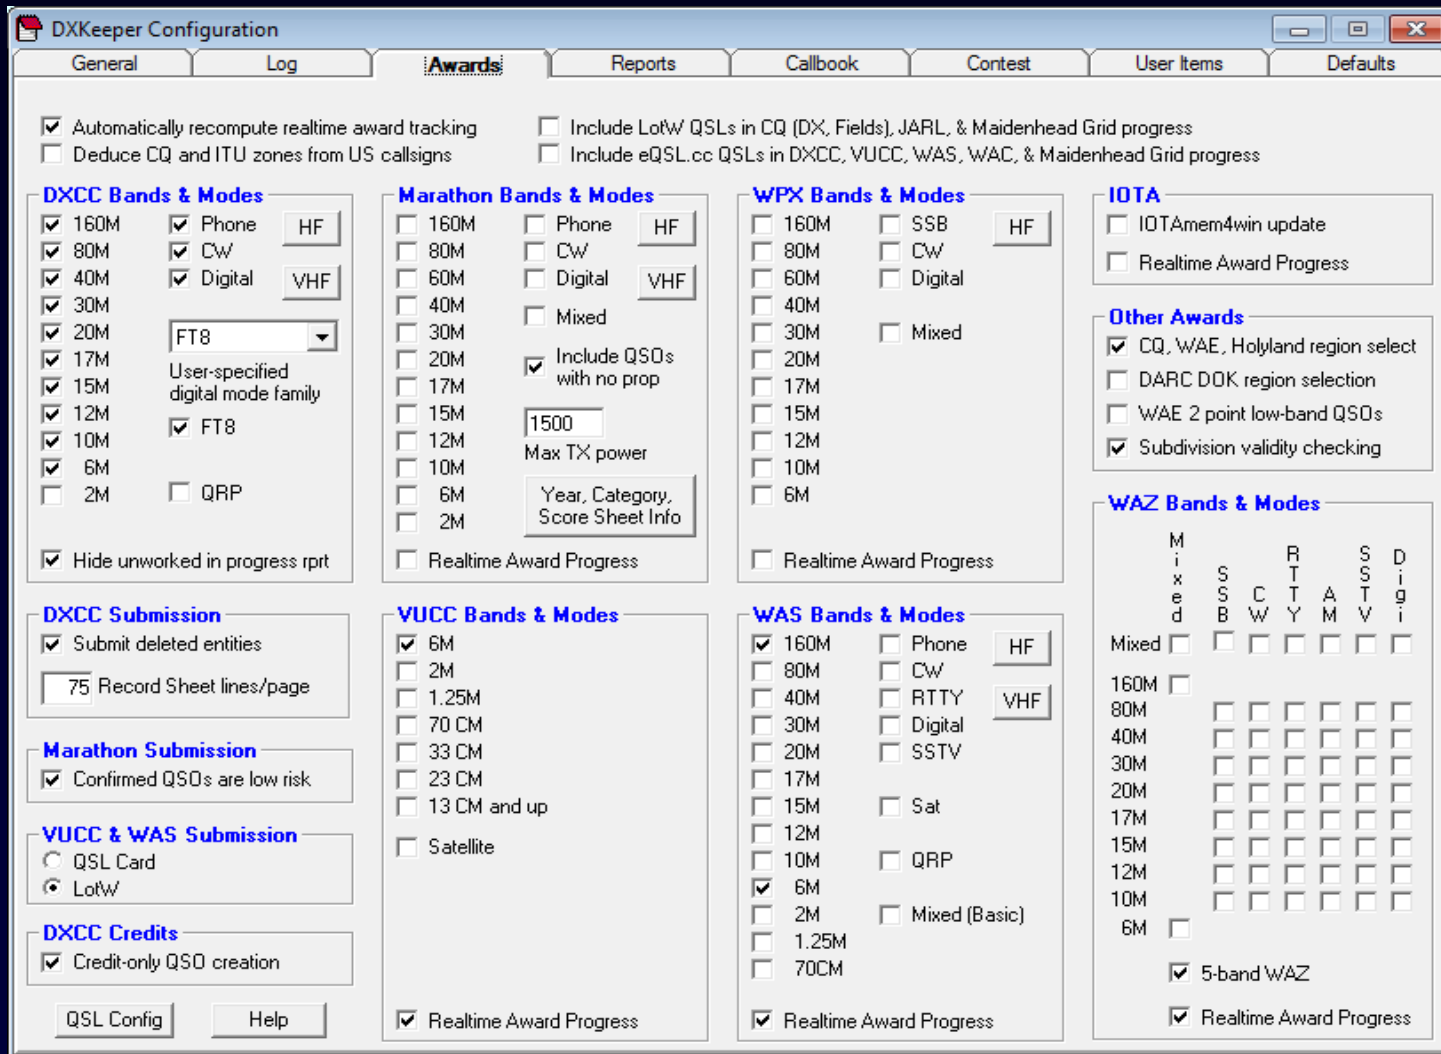 DXKeeper Configuration
General Log Awards Reports Callbook Contest User Items Defaults
Automatically recompute realtime award tracking
Deduce CQ and ITU zones from US callsigns
Include LotW QSLs in CQ (DX, Fields), JARL, & Maidenhead Grid progress
Include eQSL.cc QSLs in DXCC, VUCC, WAS, WAC, & Maidenhead Grid progress
DXCC Bands & Modes
160M Phone HF
80M CW
40M Digital VHF
30M
20M FT8
17M User-specified
15M digital mode family
12M FT8
10M
6M
2M QRP
Hide unworked in progress rprt
Marathon Bands & Modes
160M Phone HF
80M CW
60M Digital VHF
40M Mixed
30M
20M Include QSOs
17M with no prop
15M 1500
12M Max TX power
10M
6M Year, Category,
2M Score Sheet Info
Realtime Award Progress
WPX Bands & Modes
160M SSB HF
80M CW
60M Digital
40M
30M Mixed
20M
17M
15M
12M
10M
6M
Realtime Award Progress
IOTA
IOTAmem4win update
Realtime Award Progress
Other Awards
CQ, WAE, Holyland region select
DARC DOK region selection
WAE 2 point low-band QSOs
Subdivision validity checking
DXCC Submission
Submit deleted entities
75 Record Sheet lines/page
Marathon Submission
Confirmed QSOs are low risk
VUCC & WAS Submission
QSL Card
LotW
DXCC Credits
Credit-only QSO creation
QSL Config Help
VUCC Bands & Modes
6M
2M
1.25M
70 CM
33 CM
23 CM
13 CM and up
Satellite
Realtime Award Progress
WAS Bands & Modes
160M Phone HF
80M CW
40M RTTY VHF
30M Digital
20M SSTV
17M
15M Sat
12M
10M QRP
6M
2M Mixed (Basic)
1.25M
70CM
Realtime Award Progress
WAZ Bands & Modes
Mixed SSB CW RTTY AM SSTV Digi
Mixed
160M
80M
40M
30M
20M
17M
15M
12M
10M
6M
5-band WAZ
Realtime Award Progress